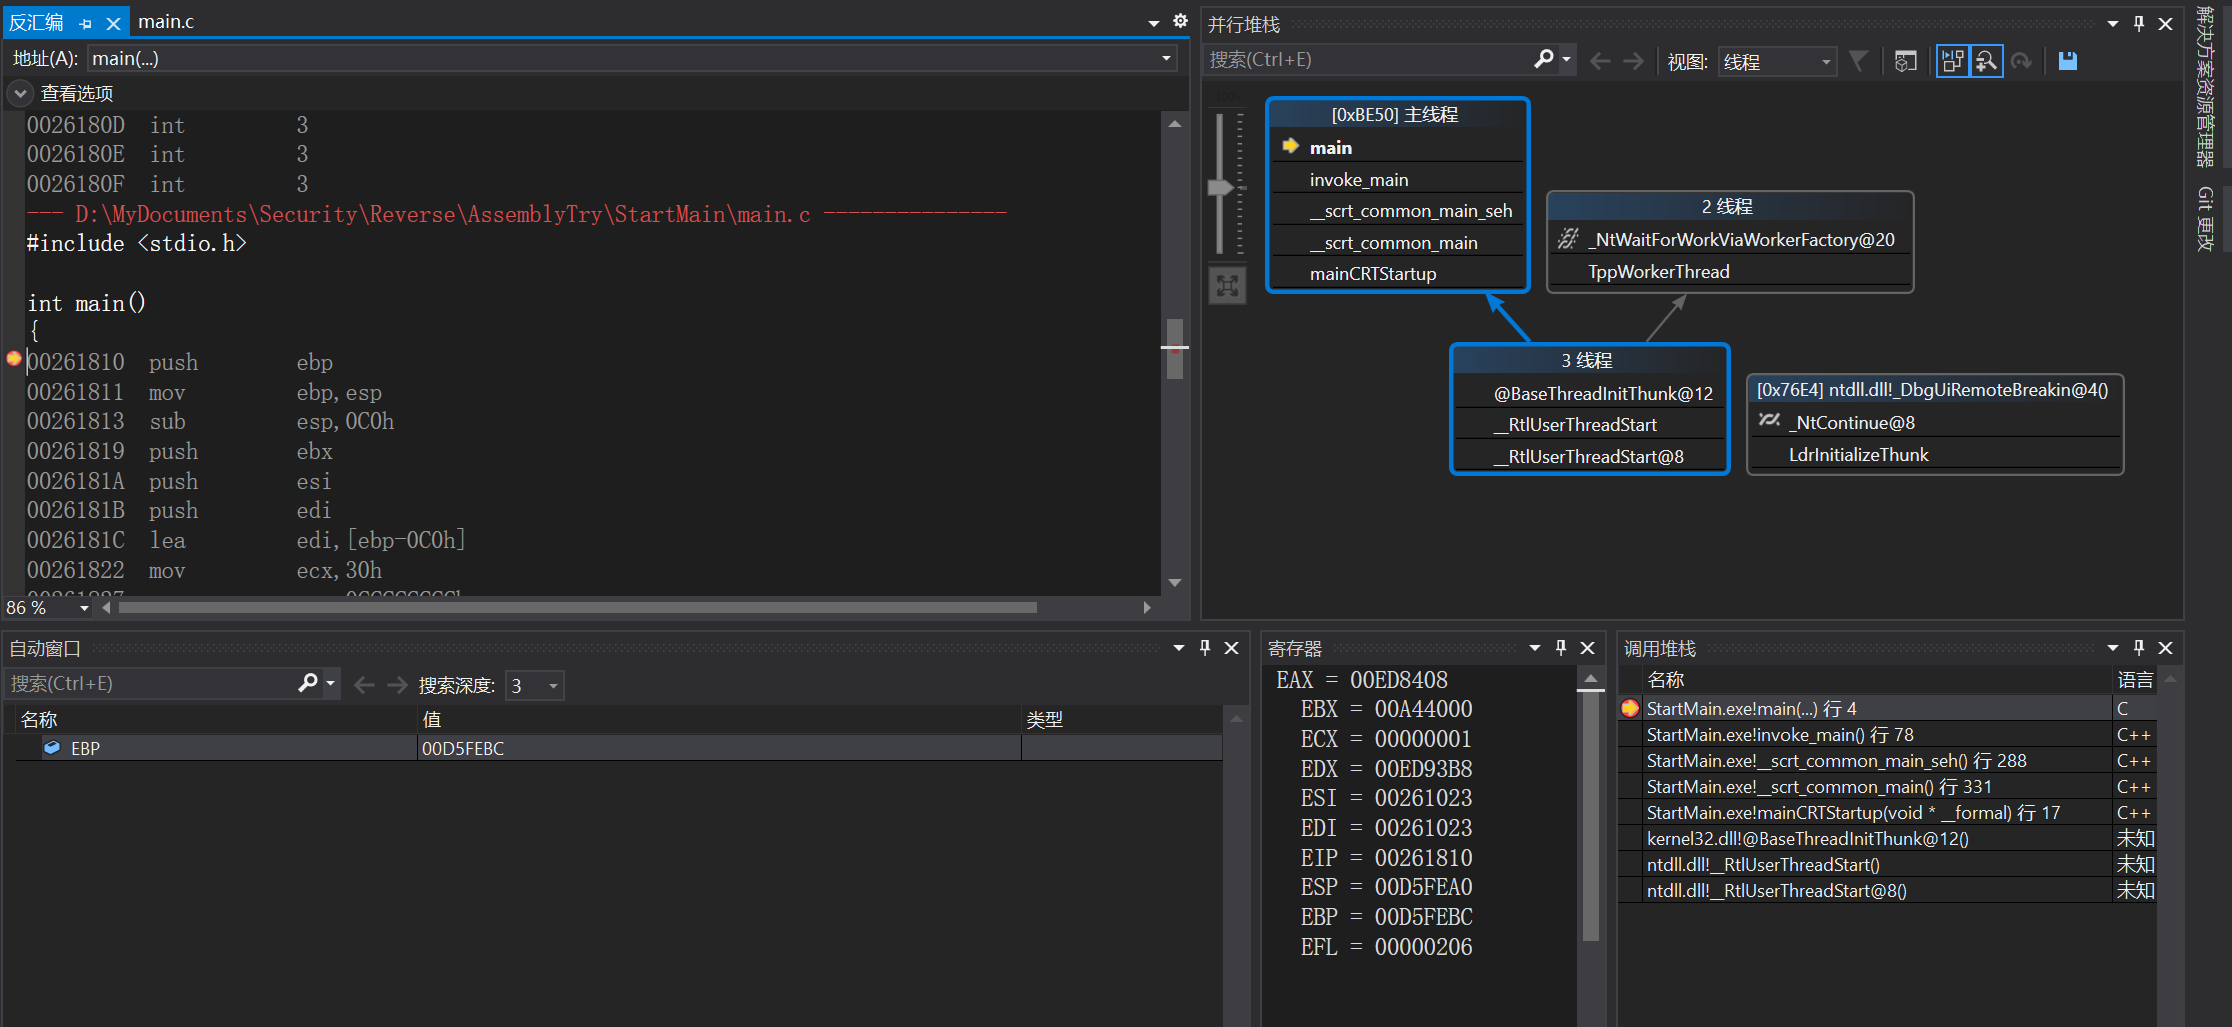 反汇编
main.c
地址(A):
main(...)
查看选项
0026180D int 3
0026180E int 3
0026180F int 3
--- D:\MyDocuments\Security\Reverse\AssemblyTry\StartMain\main.c ---------------
#include <stdio.h>
int main()
{
00261810 push ebp
00261811 mov ebp,esp
00261813 sub esp,0C0h
00261819 push ebx
0026181A push esi
0026181B push edi
0026181C lea edi,[ebp-0C0h]
00261822 mov ecx,30h
86 %
并行堆栈
搜索(Ctrl+E)
视图:
线程
[0xBE50] 主线程
main
invoke_main
__scrt_common_main_seh
__scrt_common_main
mainCRTStartup
2 线程
_NtWaitForWorkViaWorkerFactory@20
TppWorkerThread
3 线程
@BaseThreadInitThunk@12
__RtlUserThreadStart
__RtlUserThreadStart@8
[0x76E4] ntdll.dll!_DbgUiRemoteBreakin@4()
_NtContinue@8
LdrInitializeThunk
解决方案资源管理器
Git 更改
自动窗口
搜索(Ctrl+E)
搜索深度:
3
名称 值 类型
EBP 00D5FEBC
寄存器
EAX = 00ED8408
EBX = 00A44000
ECX = 00000001
EDX = 00ED93B8
ESI = 00261023
EDI = 00261023
EIP = 00261810
ESP = 00D5FEA0
EBP = 00D5FEBC
EFL = 00000206
调用堆栈
名称 语言
StartMain.exe!main(...) 行 4 C
StartMain.exe!invoke_main() 行 78 C++
StartMain.exe!__scrt_common_main_seh() 行 288 C++
StartMain.exe!__scrt_common_main() 行 331 C++
StartMain.exe!mainCRTStartup(void * __formal) 行 17 C++
kernel32.dll!@BaseThreadInitThunk@12() 未知
ntdll.dll!__RtlUserThreadStart() 未知
ntdll.dll!__RtlUserThreadStart@8() 未知